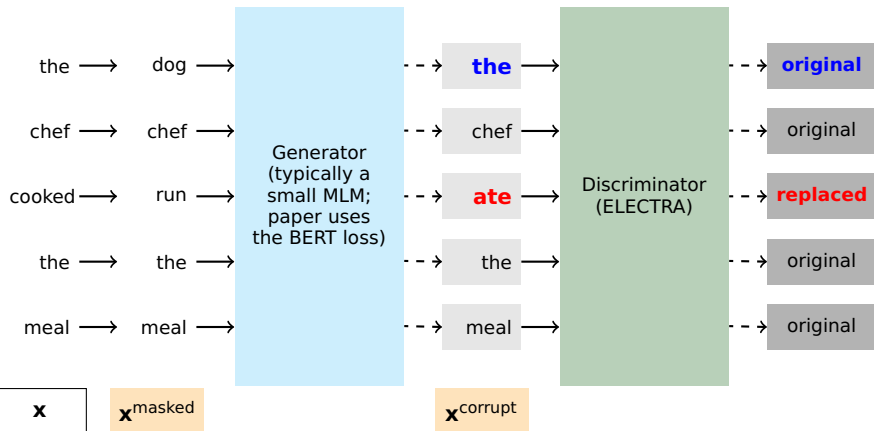 the dog the original
chef chef chef original
Generator
(typically a
small MLM;
paper uses
the BERT loss)
cooked run ate replaced
Discriminator
(ELECTRA)
the the the original
meal meal meal original
x x^masked x^corrupt